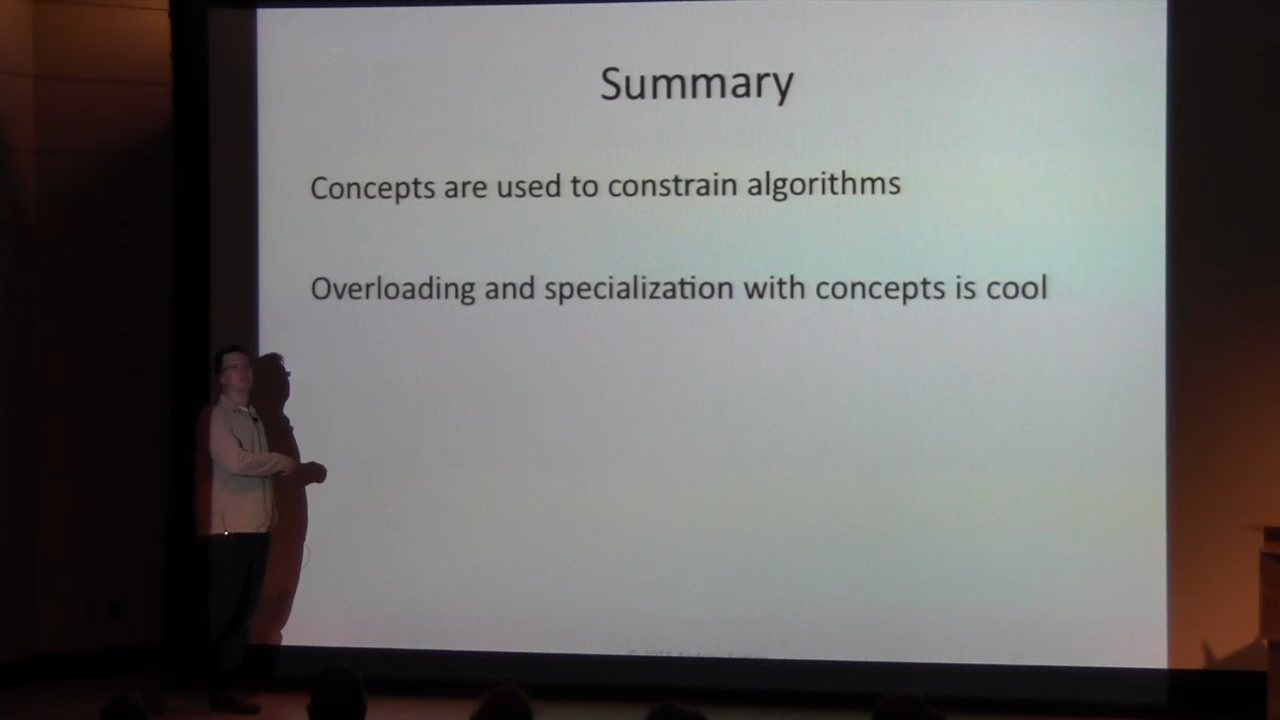 Summary
Concepts are used to constrain algorithms
Overloading and specialization with concepts is cool